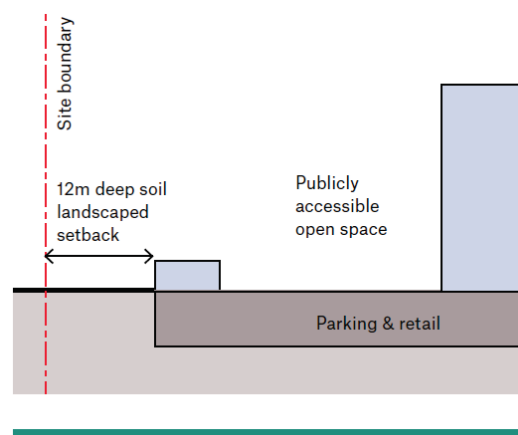 Site boundary
12m deep soil
landscaped
setback
Publicly
accessible
open space
Parking & retail